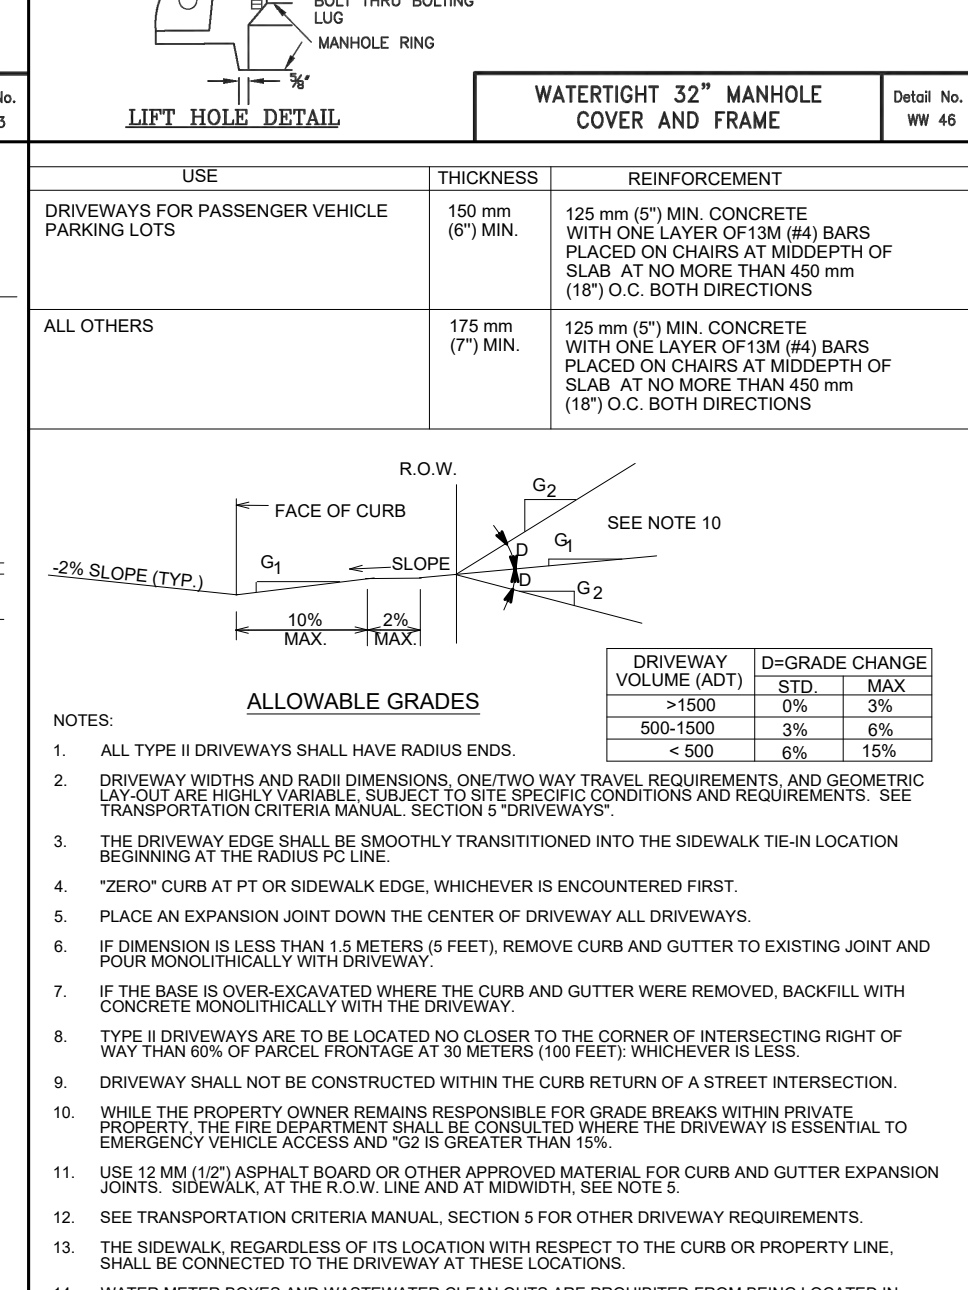 BOLT THRU BOLTING
LUG
MANHOLE RING
5/8"
LIFT HOLE DETAIL
No.
3
WATERTIGHT 32" MANHOLE
COVER AND FRAME
Detail No.
WW 46
USE
THICKNESS
REINFORCEMENT
DRIVEWAYS FOR PASSENGER VEHICLE
PARKING LOTS
150 mm
(6") MIN.
125 mm (5") MIN. CONCRETE
WITH ONE LAYER OF13M (#4) BARS
PLACED ON CHAIRS AT MIDDEPTH OF
SLAB AT NO MORE THAN 450 mm
(18") O.C. BOTH DIRECTIONS
ALL OTHERS
175 mm
(7") MIN.
125 mm (5") MIN. CONCRETE
WITH ONE LAYER OF13M (#4) BARS
PLACED ON CHAIRS AT MIDDEPTH OF
SLAB AT NO MORE THAN 450 mm
(18") O.C. BOTH DIRECTIONS
R.O.W.
G2
FACE OF CURB
SEE NOTE 10
D
G1
G1
SLOPE
-2% SLOPE (TYP.)
D
G2
10%
MAX.
2%
MAX.
ALLOWABLE GRADES
DRIVEWAY
VOLUME (ADT)
D=GRADE CHANGE
STD. MAX
>1500 0% 3%
500-1500 3% 6%
< 500 6% 15%
NOTES:
1. ALL TYPE II DRIVEWAYS SHALL HAVE RADIUS ENDS.
2. DRIVEWAY WIDTHS AND RADII DIMENSIONS, ONE/TWO WAY TRAVEL REQUIREMENTS, AND GEOMETRIC
LAY-OUT ARE HIGHLY VARIABLE, SUBJECT TO SITE SPECIFIC CONDITIONS AND REQUIREMENTS. SEE
TRANSPORTATION CRITERIA MANUAL. SECTION 5 "DRIVEWAYS".
3. THE DRIVEWAY EDGE SHALL BE SMOOTHLY TRANSITITIONED INTO THE SIDEWALK TIE-IN LOCATION
BEGINNING AT THE RADIUS PC LINE.
4. "ZERO" CURB AT PT OR SIDEWALK EDGE, WHICHEVER IS ENCOUNTERED FIRST.
5. PLACE AN EXPANSION JOINT DOWN THE CENTER OF DRIVEWAY ALL DRIVEWAYS.
6. IF DIMENSION IS LESS THAN 1.5 METERS (5 FEET), REMOVE CURB AND GUTTER TO EXISTING JOINT AND
POUR MONOLITHICALLY WITH DRIVEWAY.
7. IF THE BASE IS OVER-EXCAVATED WHERE THE CURB AND GUTTER WERE REMOVED, BACKFILL WITH
CONCRETE MONOLITHICALLY WITH THE DRIVEWAY.
8. TYPE II DRIVEWAYS ARE TO BE LOCATED NO CLOSER TO THE CORNER OF INTERSECTING RIGHT OF
WAY THAN 60% OF PARCEL FRONTAGE AT 30 METERS (100 FEET): WHICHEVER IS LESS.
9. DRIVEWAY SHALL NOT BE CONSTRUCTED WITHIN THE CURB RETURN OF A STREET INTERSECTION.
10. WHILE THE PROPERTY OWNER REMAINS RESPONSIBLE FOR GRADE BREAKS WITHIN PRIVATE
PROPERTY, THE FIRE DEPARTMENT SHALL BE CONSULTED WHERE THE DRIVEWAY IS ESSENTIAL TO
EMERGENCY VEHICLE ACCESS AND "G2 IS GREATER THAN 15%.
11. USE 12 MM (1/2") ASPHALT BOARD OR OTHER APPROVED MATERIAL FOR CURB AND GUTTER EXPANSION
JOINTS. SIDEWALK, AT THE R.O.W. LINE AND AT MIDWIDTH, SEE NOTE 5.
12. SEE TRANSPORTATION CRITERIA MANUAL, SECTION 5 FOR OTHER DRIVEWAY REQUIREMENTS.
13. THE SIDEWALK, REGARDLESS OF ITS LOCATION WITH RESPECT TO THE CURB OR PROPERTY LINE,
SHALL BE CONNECTED TO THE DRIVEWAY AT THESE LOCATIONS.
14. WATER METER BOXES AND WASTEWATER CLEAN OUTS ARE PROHIBITED FROM BEING LOCATED IN